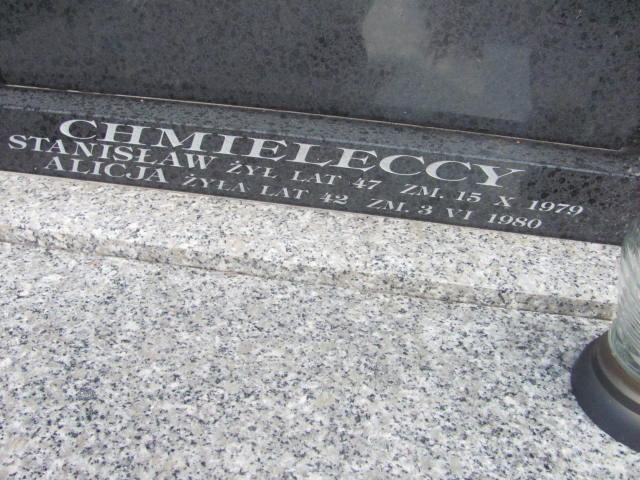 CHMIELECCY
STANISŁAW ŻYŁ LAT 47 ZM. 15 X 1979
ALICJA ŻYŁA LAT 42 ZM. 3 VI 1980